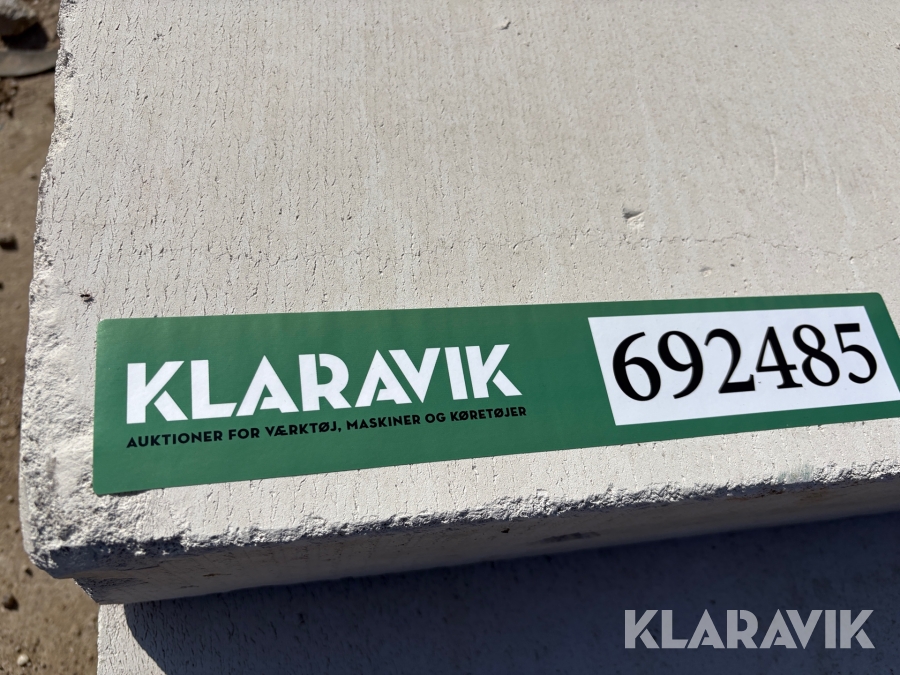 KLARAVIK
AUKTIONER FOR VÆRKTØJ, MASKINER OG KØRETØJER
692485
KLARAVIK